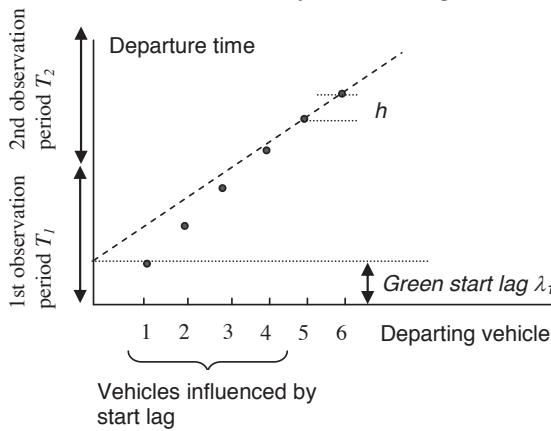 Departure time
2nd observation
period T2
1st observation
period T1
h
Green start lag λ1
1 2 3 4 5 6 Departing vehicle
Vehicles influenced by
start lag